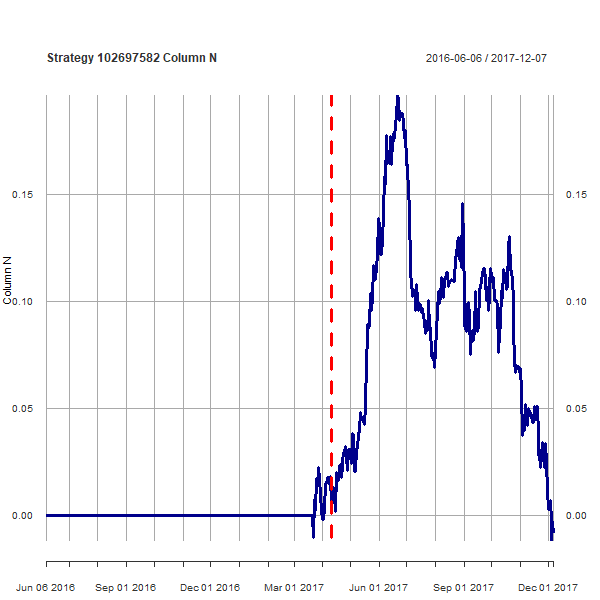 Strategy 102697582 Column N
2016-06-06 / 2017-12-07
0.15
0.15
0.10
0.10
0.05
0.05
0.00
0.00
Column N
Jun 06 2016
Sep 01 2016
Dec 01 2016
Mar 01 2017
Jun 01 2017
Sep 01 2017
Dec 01 2017